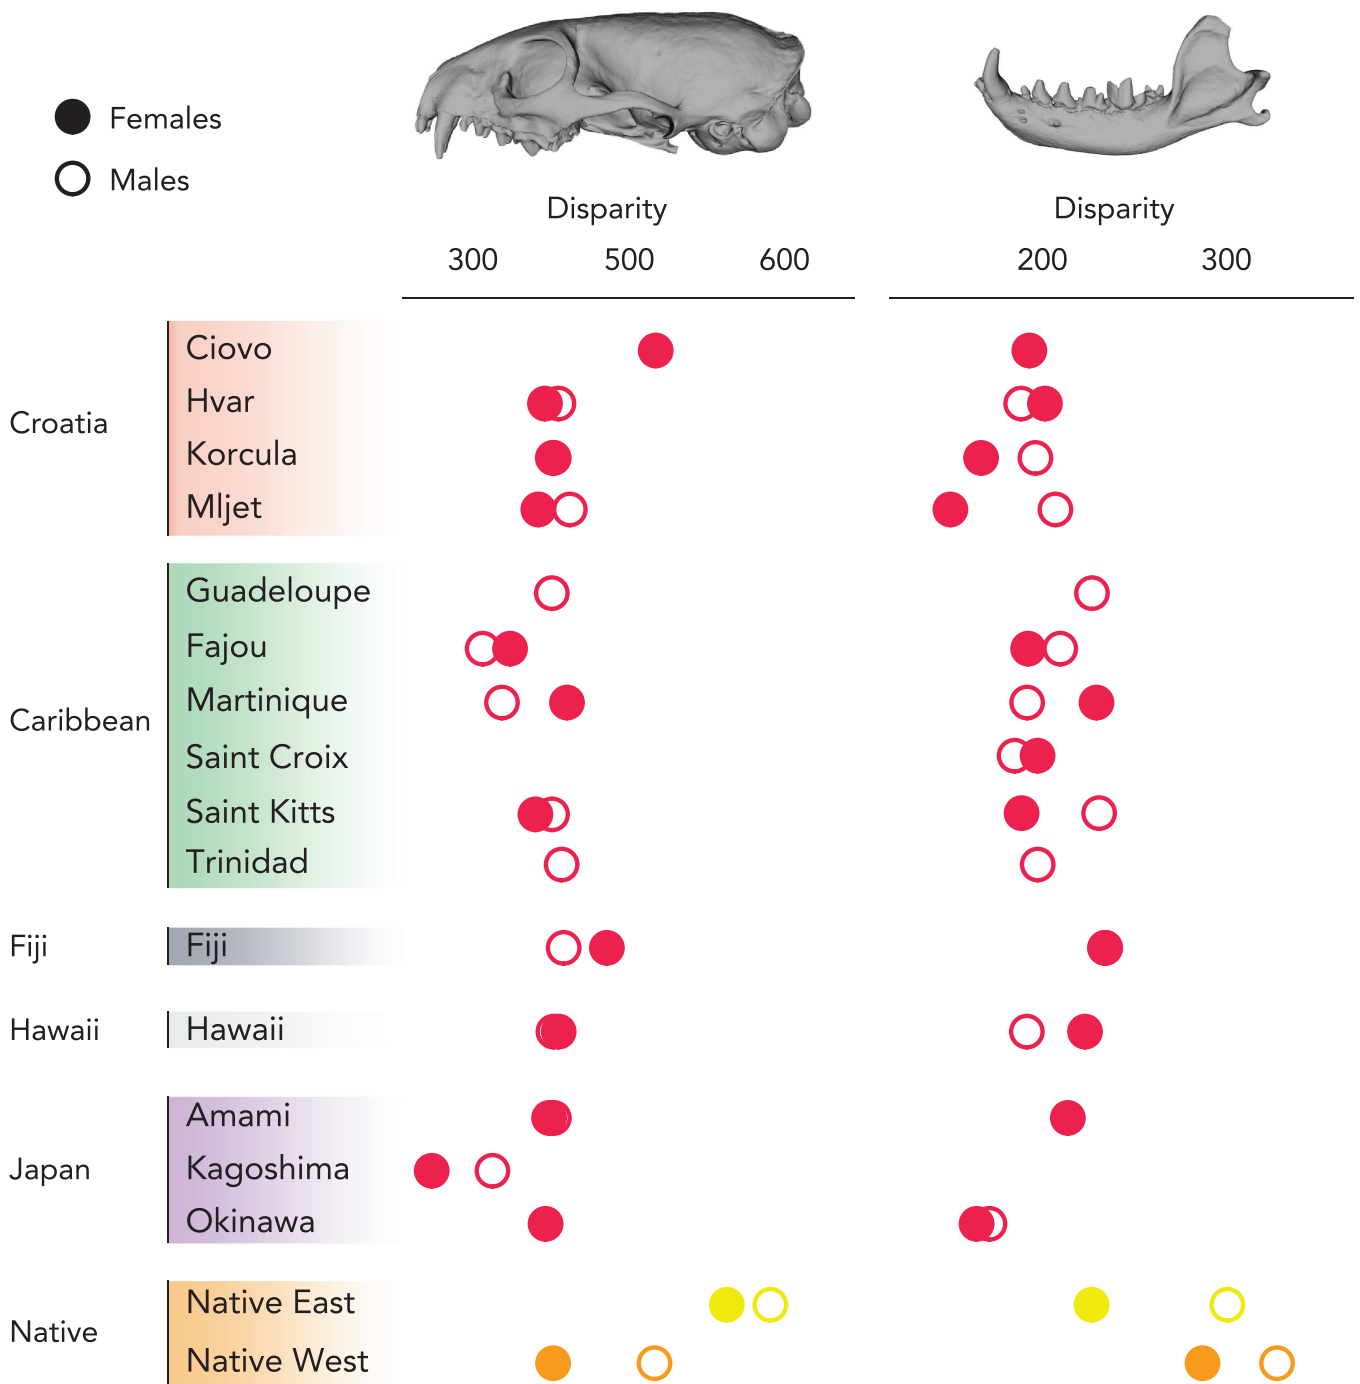 Females
Males
Disparity
Disparity
300 500 600
200 300
Croatia
Ciovo
Hvar
Korcula
Mljet
Caribbean
Guadeloupe
Fajou
Martinique
Saint Croix
Saint Kitts
Trinidad
Fiji
Fiji
Hawaii
Hawaii
Japan
Amami
Kagoshima
Okinawa
Native
Native East
Native West